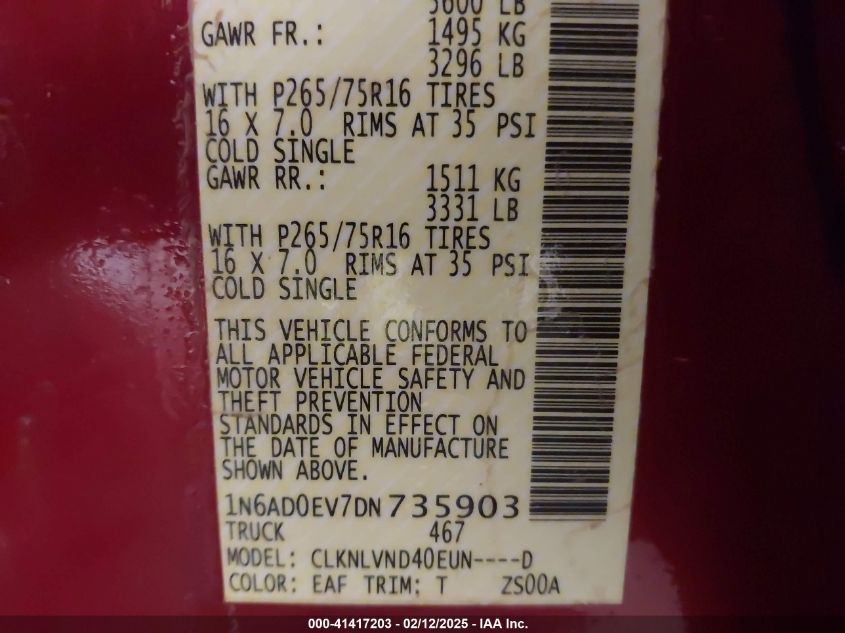 5600 LB
GAWR FR.: 1495 KG
3296 LB
WITH P265/75R16 TIRES
16 X 7.0 RIMS AT 35 PSI
COLD SINGLE
GAWR RR.: 1511 KG
3331 LB
WITH P265/75R16 TIRES
16 X 7.0 RIMS AT 35 PSI
COLD SINGLE
THIS VEHICLE CONFORMS TO
ALL APPLICABLE FEDERAL
MOTOR VEHICLE SAFETY AND
THEFT PREVENTION
STANDARDS IN EFFECT ON
THE DATE OF MANUFACTURE
SHOWN ABOVE.
1N6AD0EV7DN735903
TRUCK 467
MODEL: CLKNLVND40EUN----D
COLOR: EAF TRIM: T ZS00A
000-41417203 - 02/12/2025 - IAA Inc.